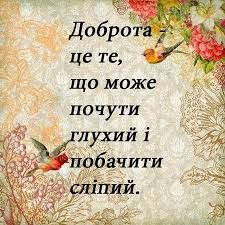 Доброта -
це те,
що може
почути
глухий і
побачити
сліпий.